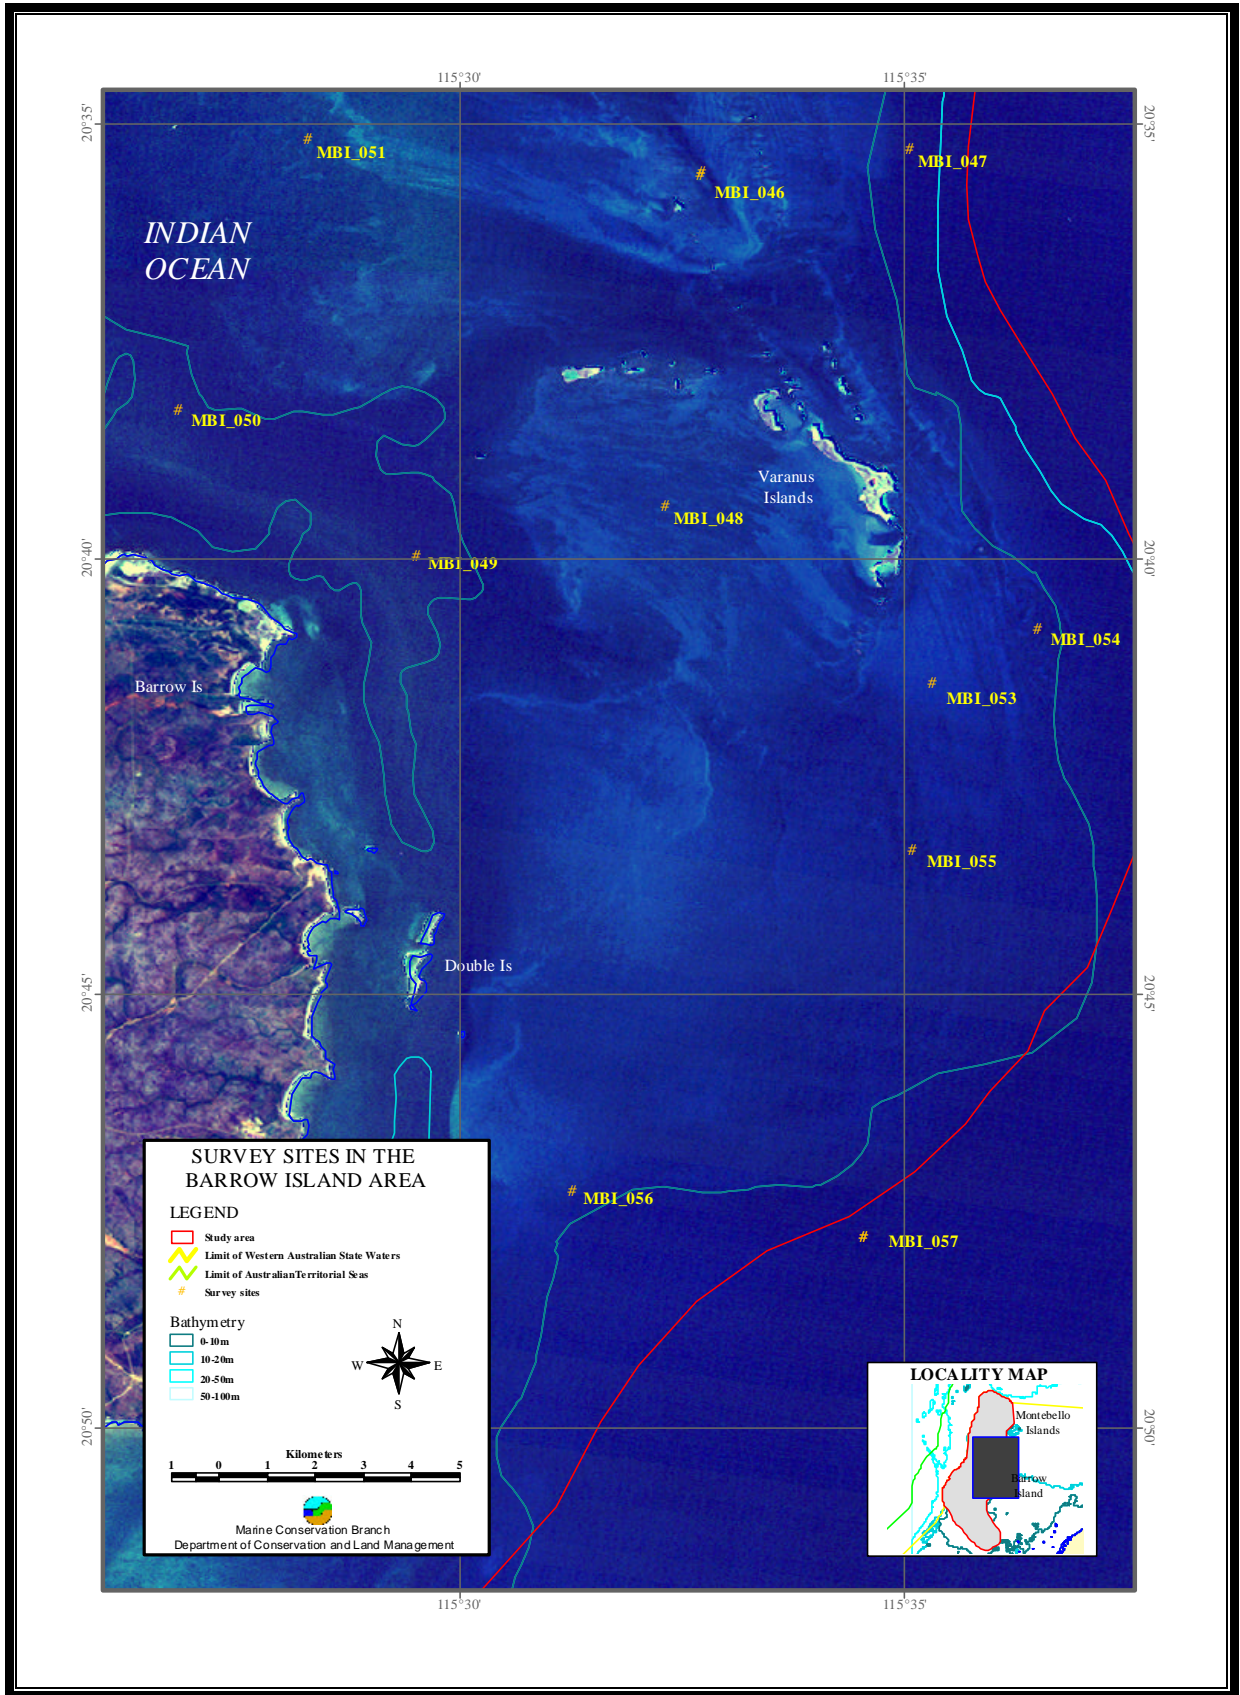 115°30'
115°35'
20°35'
20°35'
#
MBI_051
#
MBI_047
#
MBI_046
INDIAN
OCEAN
#
MBI_050
Varanus
Islands
#
MBI_048
#
MBI_049
20°40'
20°40'
#
MBI_054
Barrow Is
#
MBI_053
#
MBI_055
Double Is
20°45'
20°45'
#
MBI_056
#
MBI_057
SURVEY SITES IN THE
BARROW ISLAND AREA
LEGEND
Study area
Limit of Western Australian State Waters
Limit of Australian Territorial Seas
# Survey sites
Bathymetry
0-10m
10-20m
20-50m
50-100m
N
W E
S
Kilometers
1 0 1 2 3 4 5
Marine Conservation Branch
Department of Conservation and Land Management
LOCALITY MAP
Montebello
Islands
Barrow
Island
20°50'
20°50'
115°30'
115°35'